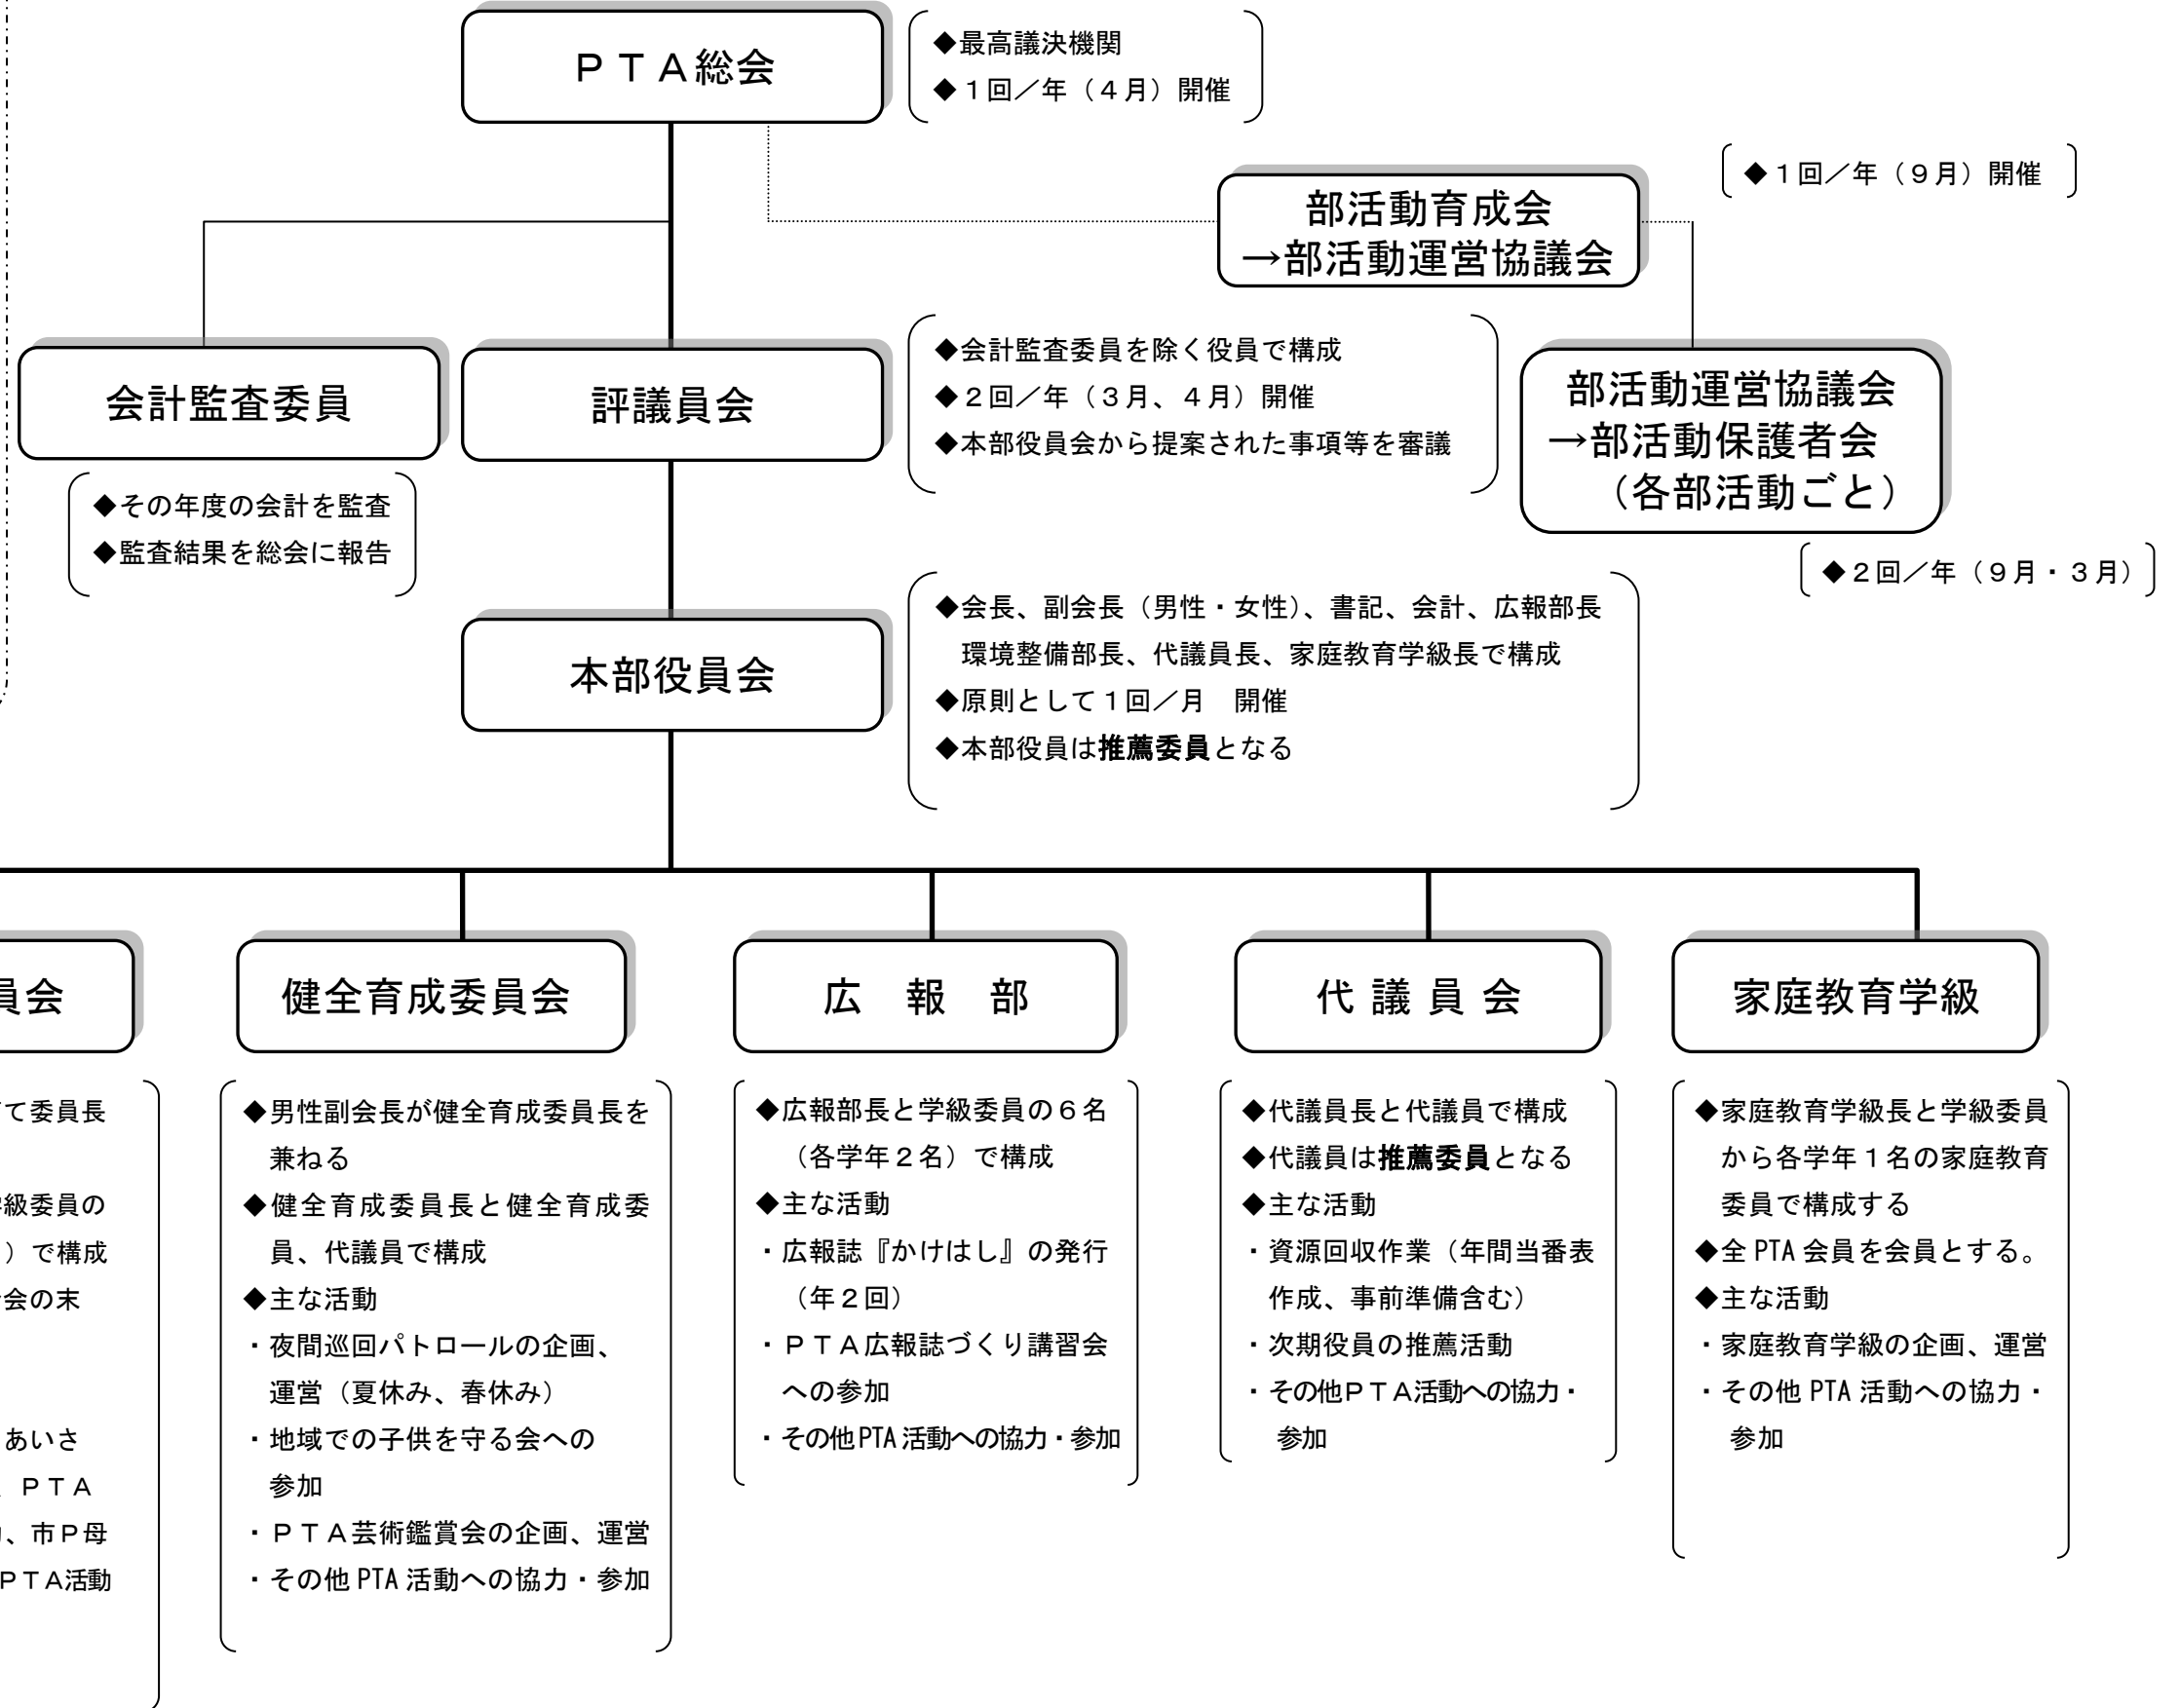 ＰＴＡ総会
◆最高議決機関
◆１回／年（４月）開催
◆１回／年（９月）開催
部活動育成会
→部活動運営協議会
会計監査委員
◆その年度の会計を監査
◆監査結果を総会に報告
評議員会
◆会計監査委員を除く役員で構成
◆２回／年（３月、４月）開催
◆本部役員会から提案された事項等を審議
部活動運営協議会
→部活動保護者会
（各部活動ごと）
◆２回／年（９月・３月）
本部役員会
◆会長、副会長（男性・女性）、書記、会計、広報部長
環境整備部長、代議員長、家庭教育学級長で構成
◆原則として１回／月　開催
◆本部役員は推薦委員となる
員会
て委員長
級委員の
）で構成
会の末
あいさ
ＰＴＡ
、市Ｐ母
ＰＴＡ活動
健全育成委員会
◆男性副会長が健全育成委員長を
兼ねる
◆健全育成委員長と健全育成委
員、代議員で構成
◆主な活動
・夜間巡回パトロールの企画、
運営（夏休み、春休み）
・地域での子供を守る会への
参加
・ＰＴＡ芸術鑑賞会の企画、運営
・その他 PTA 活動への協力・参加
広　報　部
◆広報部長と学級委員の６名
（各学年２名）で構成
◆主な活動
・広報誌『かけはし』の発行
（年２回）
・ＰＴＡ広報誌づくり講習会
への参加
・その他 PTA 活動への協力・参加
代 議 員 会
◆代議員長と代議員で構成
◆代議員は推薦委員となる
◆主な活動
・資源回収作業（年間当番表
作成、事前準備含む）
・次期役員の推薦活動
・その他ＰＴＡ活動への協力・
参加
家庭教育学級
◆家庭教育学級長と学級委員
から各学年１名の家庭教育
委員で構成する
◆全 PTA 会員を会員とする。
◆主な活動
・家庭教育学級の企画、運営
・その他 PTA 活動への協力・
参加